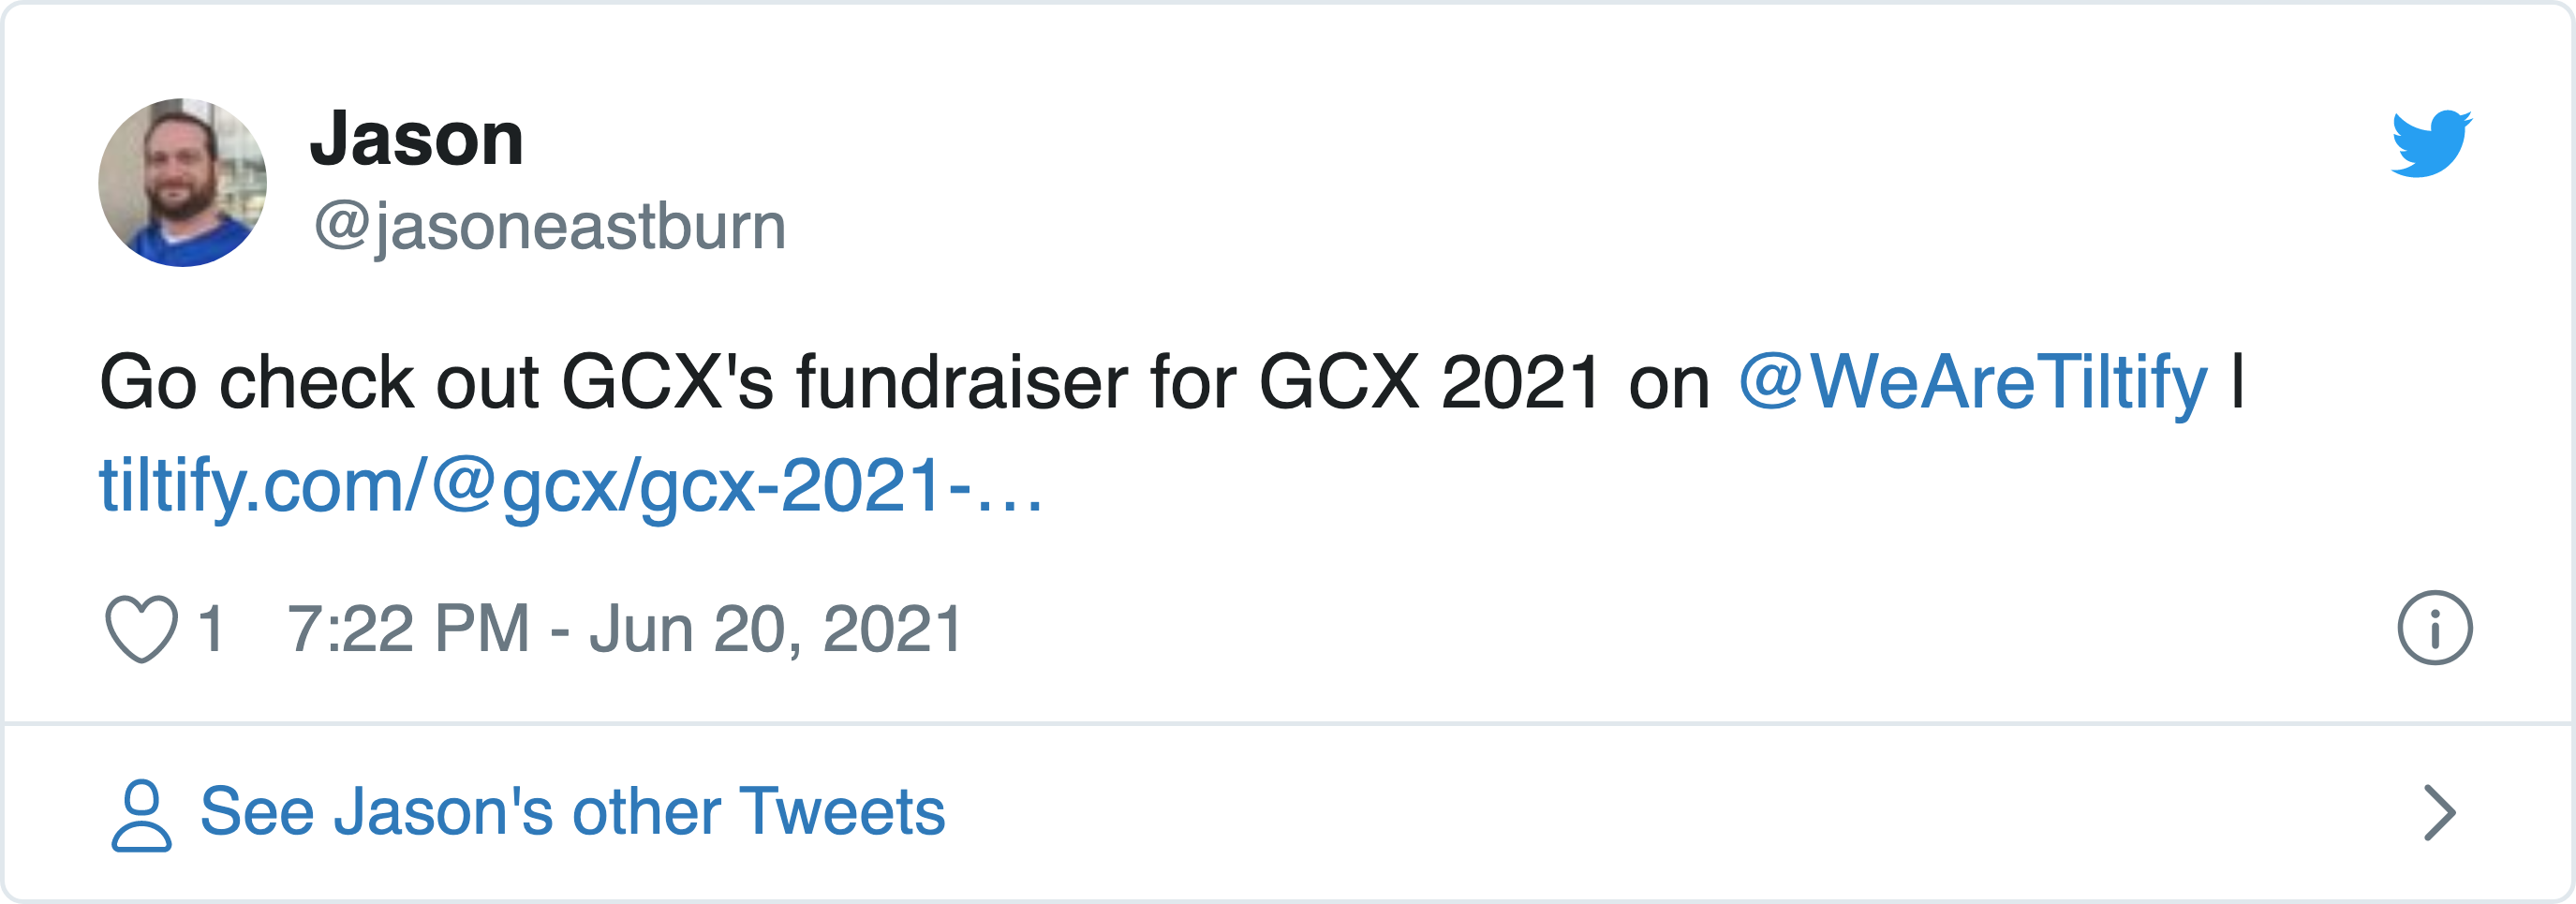 Jason
@jasoneastburn
Go check out GCX's fundraiser for GCX 2021 on @WeAreTiltify |
tiltify.com/@gcx/gcx-2021-…
1 7:22 PM - Jun 20, 2021
See Jason's other Tweets